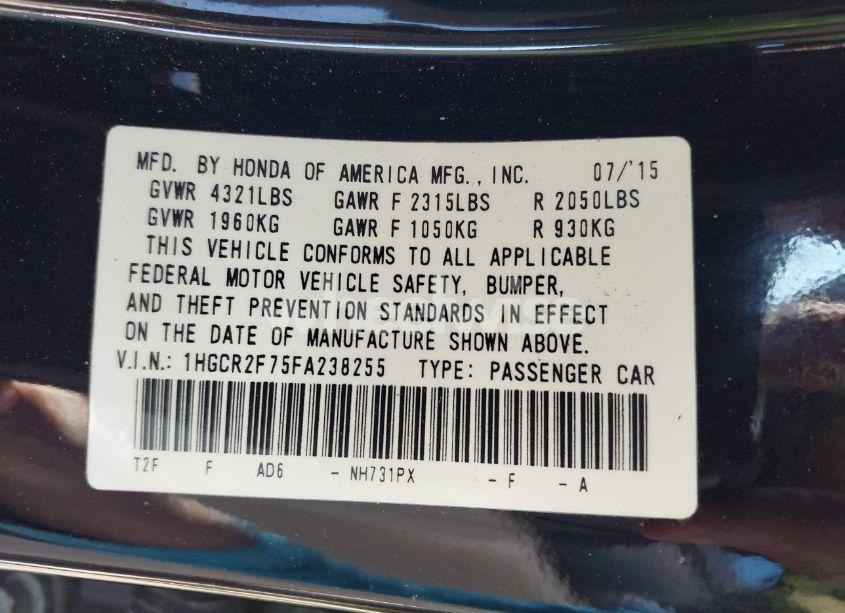 MFD. BY HONDA OF AMERICA MFG., INC. 07/'15
GVWR 4321LBS GAWR F 2315LBS R 2050LBS
GVWR 1960KG GAWR F 1050KG R 930KG
THIS VEHICLE CONFORMS TO ALL APPLICABLE
FEDERAL MOTOR VEHICLE SAFETY, BUMPER,
AND THEFT PREVENTION STANDARDS IN EFFECT
ON THE DATE OF MANUFACTURE SHOWN ABOVE.
V.I.N.: 1HGCR2F75FA238255 TYPE: PASSENGER CAR
T2F F AD6 - NH731PX - F - A